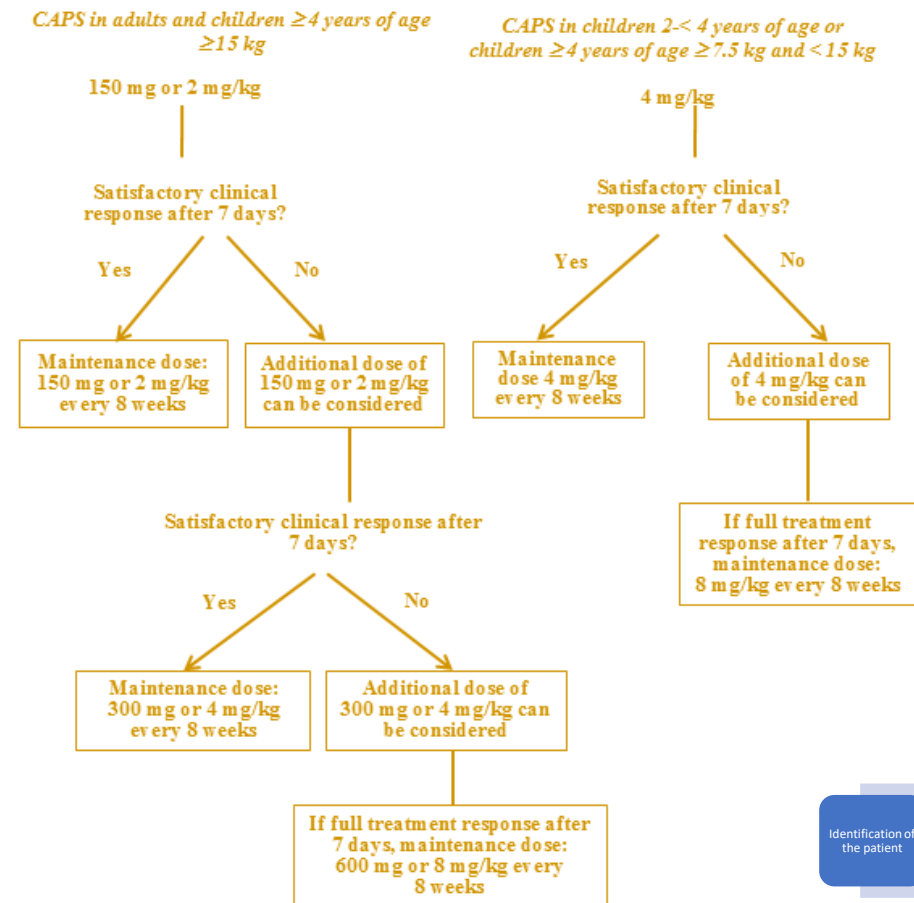 CAPS in adults and children ≥4 years of age
≥15 kg
150 mg or 2 mg/kg
Satisfactory clinical
response after 7 days?
Yes
No
Maintenance dose:
150 mg or 2 mg/kg
every 8 weeks
Additional dose of
150 mg or 2 mg/kg
can be considered
Satisfactory clinical response after
7 days?
Yes
No
Maintenance dose:
300 mg or 4 mg/kg
every 8 weeks
Additional dose of
300 mg or 4 mg/kg can
be considered
If full treatment response after
7 days, maintenance dose:
600 mg or 8 mg/kg every
8 weeks
CAPS in children 2-< 4 years of age or
children ≥4 years of age ≥7.5 kg and <15 kg
4 mg/kg
Satisfactory clinical
response after 7 days?
Yes
No
Maintenance
dose 4 mg/kg
every 8 weeks
Additional dose
of 4 mg/kg can
be considered
If full treatment
response after 7 days,
maintenance dose:
8 mg/kg every 8 weeks
Identification of
the patient